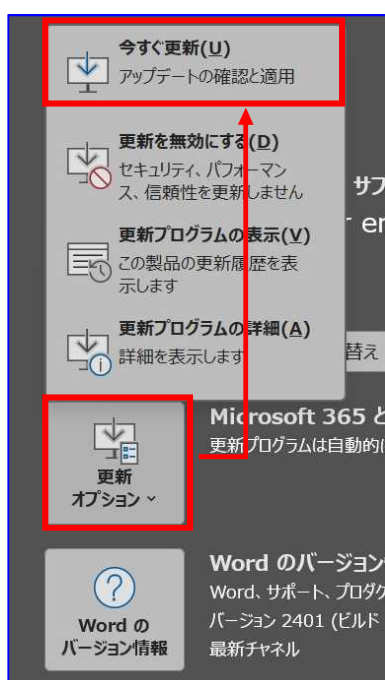 今すぐ更新(U)
アップデートの確認と適用
更新を無効にする(D)
セキュリティ、パフォーマン
ス、信頼性を更新しません
更新プログラムの表示(V)
この製品の更新履歴を表
示します
更新プログラムの詳細(A)
詳細を表示します
サブ
er
替え
Microsoft 365 と
更新プログラムは自動的に
更新
オプション
Word のバージョン
Word、サポート、プロダク
バージョン 2401 (ビルド
最新チャネル
Word の
バージョン情報